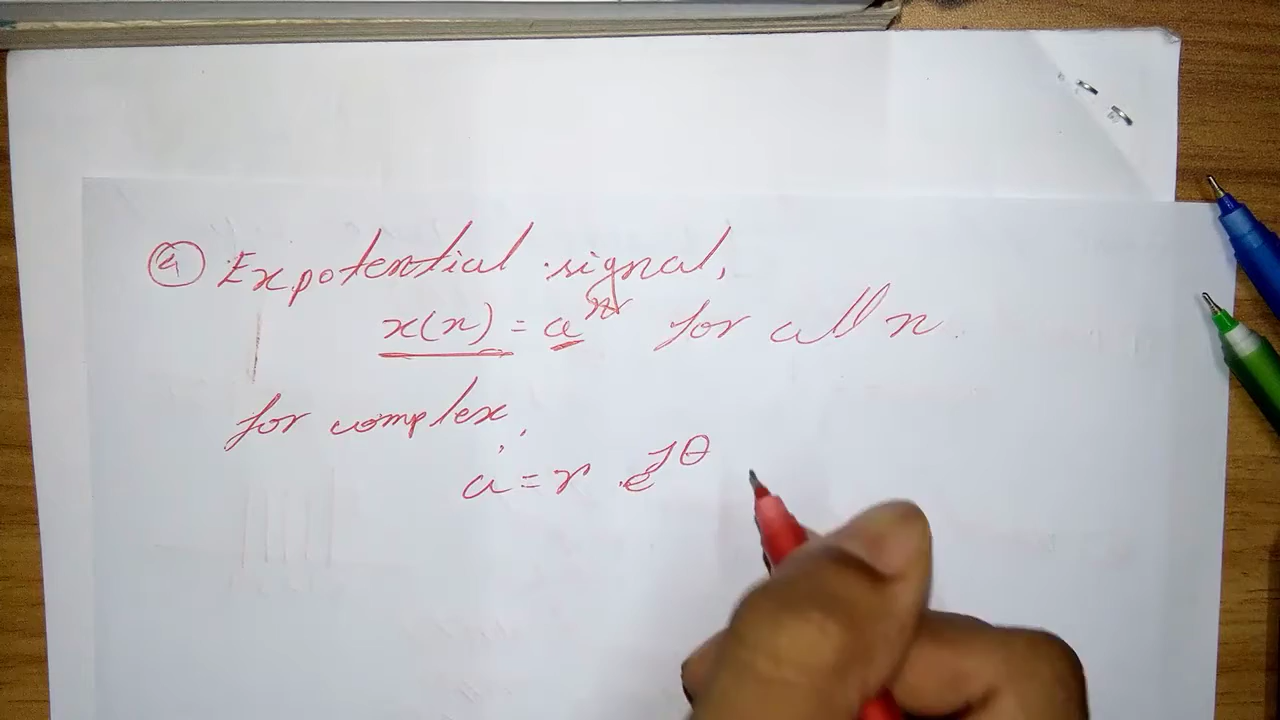 ④ Expotential signal,
x(n) = a^n for all n.
for complex,
a = r . e^jθ